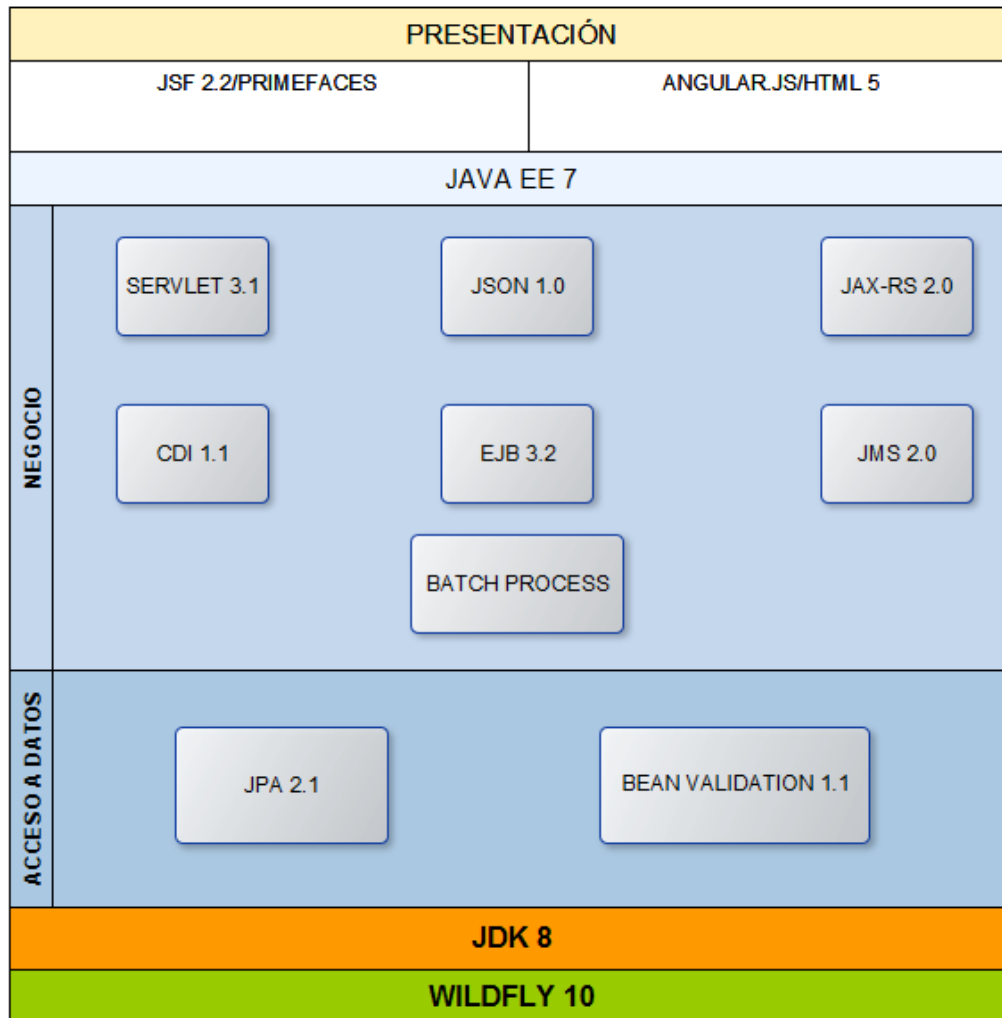 PRESENTACIÓN
JSF 2.2/PRIMEFACES
ANGULAR.JS/HTML 5
JAVA EE 7
NEGOCIO
SERVLET 3.1
JSON 1.0
JAX-RS 2.0
CDI 1.1
EJB 3.2
JMS 2.0
BATCH PROCESS
ACCESO A DATOS
JPA 2.1
BEAN VALIDATION 1.1
JDK 8
WILDFLY 10